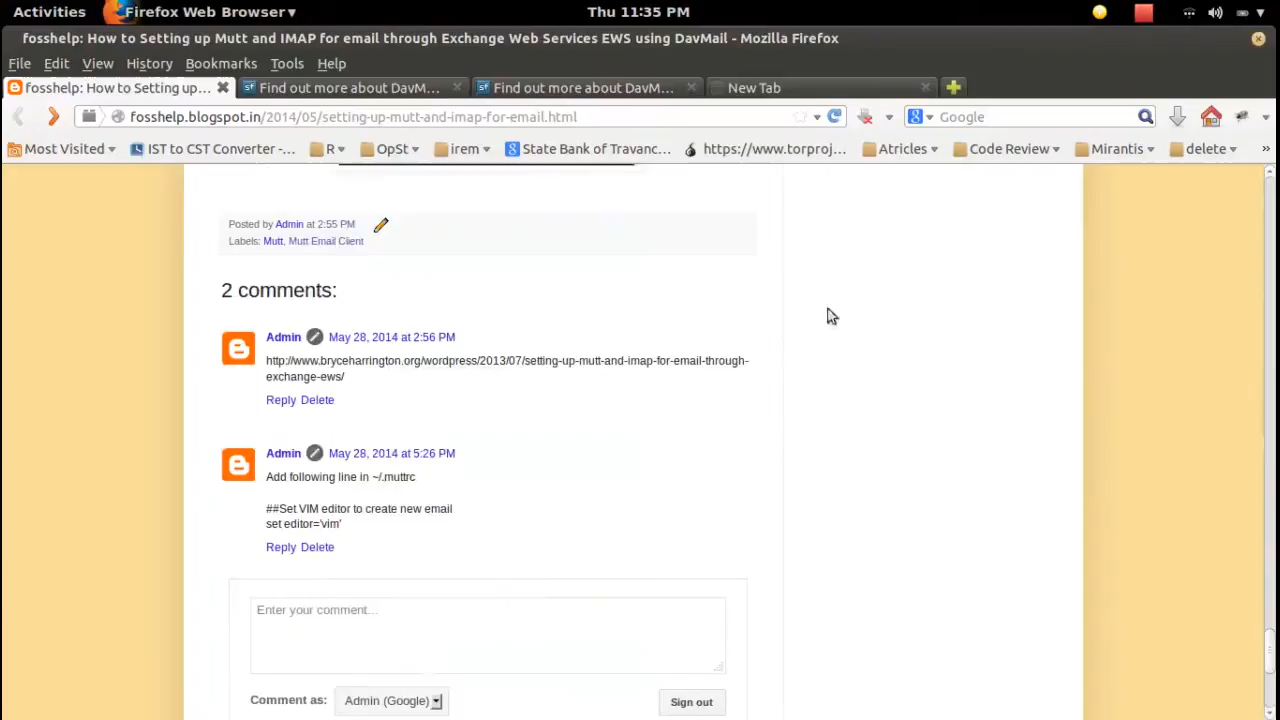 Activities Firefox Web Browser Thu 11:35 PM
fosshelp: How to Setting up Mutt and IMAP for email through Exchange Web Services EWS using DavMail - Mozilla Firefox
File Edit View History Bookmarks Tools Help
fosshelp: How to Setting up... Find out more about DavM... Find out more about DavM... New Tab
fosshelp.blogspot.in/2014/05/setting-up-mutt-and-imap-for-email.html Google
Most Visited IST to CST Converter -... R OpSt irem State Bank of Travanc... https://www.torproj... Atricles Code Review Mirantis delete »
Posted by Admin at 2:55 PM
Labels: Mutt, Mutt Email Client
2 comments:
Admin May 28, 2014 at 2:56 PM
http://www.bryceharrington.org/wordpress/2013/07/setting-up-mutt-and-imap-for-email-through-
exchange-ews/
Reply Delete
Admin May 28, 2014 at 5:26 PM
Add following line in ~/.muttrc
##Set VIM editor to create new email
set editor='vim'
Reply Delete
Enter your comment...
Comment as: Admin (Google) Sign out